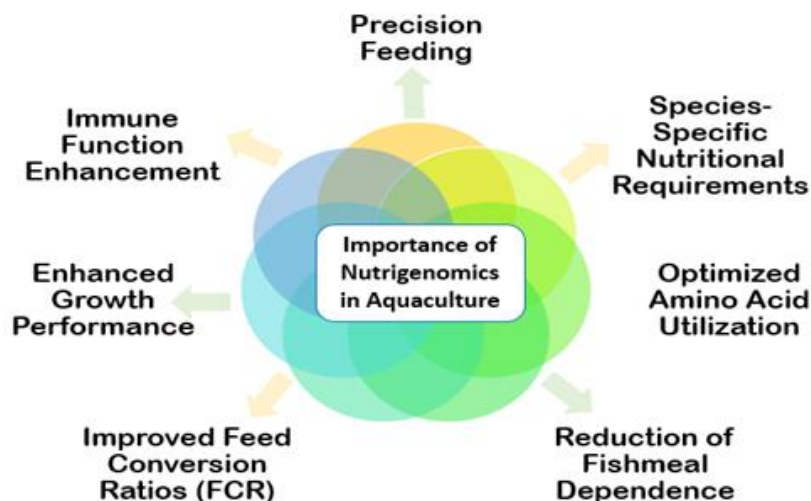 Precision
Feeding
Immune
Function
Enhancement
Species-
Specific
Nutritional
Requirements
Importance of
Nutrigenomics
in Aquaculture
Enhanced
Growth
Performance
Optimized
Amino Acid
Utilization
Improved Feed
Conversion
Ratios (FCR)
Reduction of
Fishmeal
Dependence